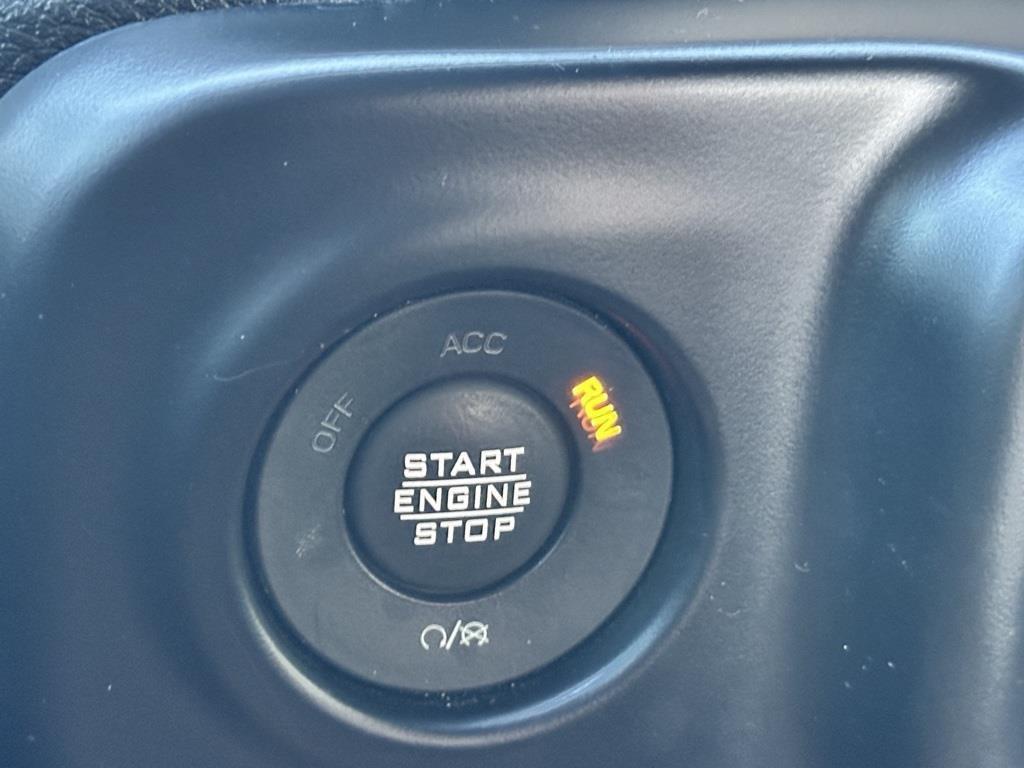 ACC
OFF
RUN
START
ENGINE
STOP